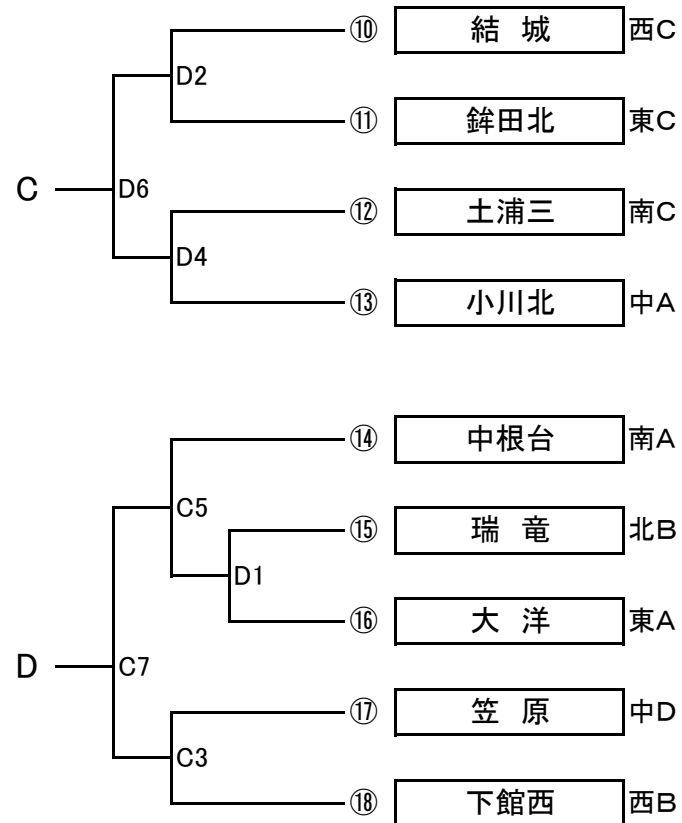 ⑩ 結 城 西C
D2
⑪ 鉾田北 東C
C D6
⑫ 土浦三 南C
D4
⑬ 小川北 中A
⑭ 中根台 南A
C5
⑮ 瑞 竜 北B
D1
⑯ 大 洋 東A
D C7
⑰ 笠 原 中D
C3
⑱ 下館西 西B